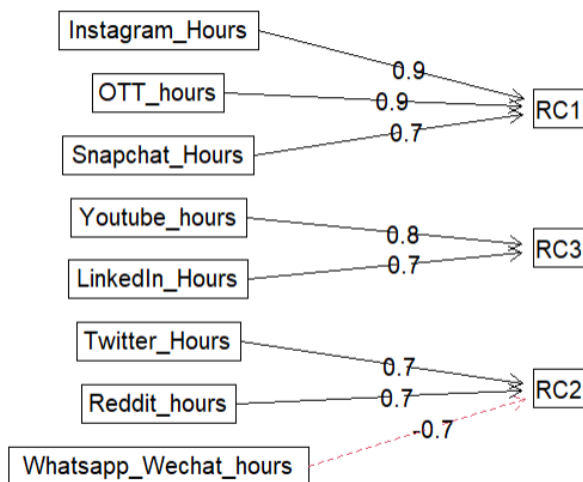 Instagram_Hours
0.9
OTT_hours
0.9
RC1
0.7
Snapchat_Hours
Youtube_hours
0.8
RC3
LinkedIn_Hours
0.7
Twitter_Hours
0.7
RC2
Reddit_hours
0.7
-0.7
Whatsapp_Wechat_hours